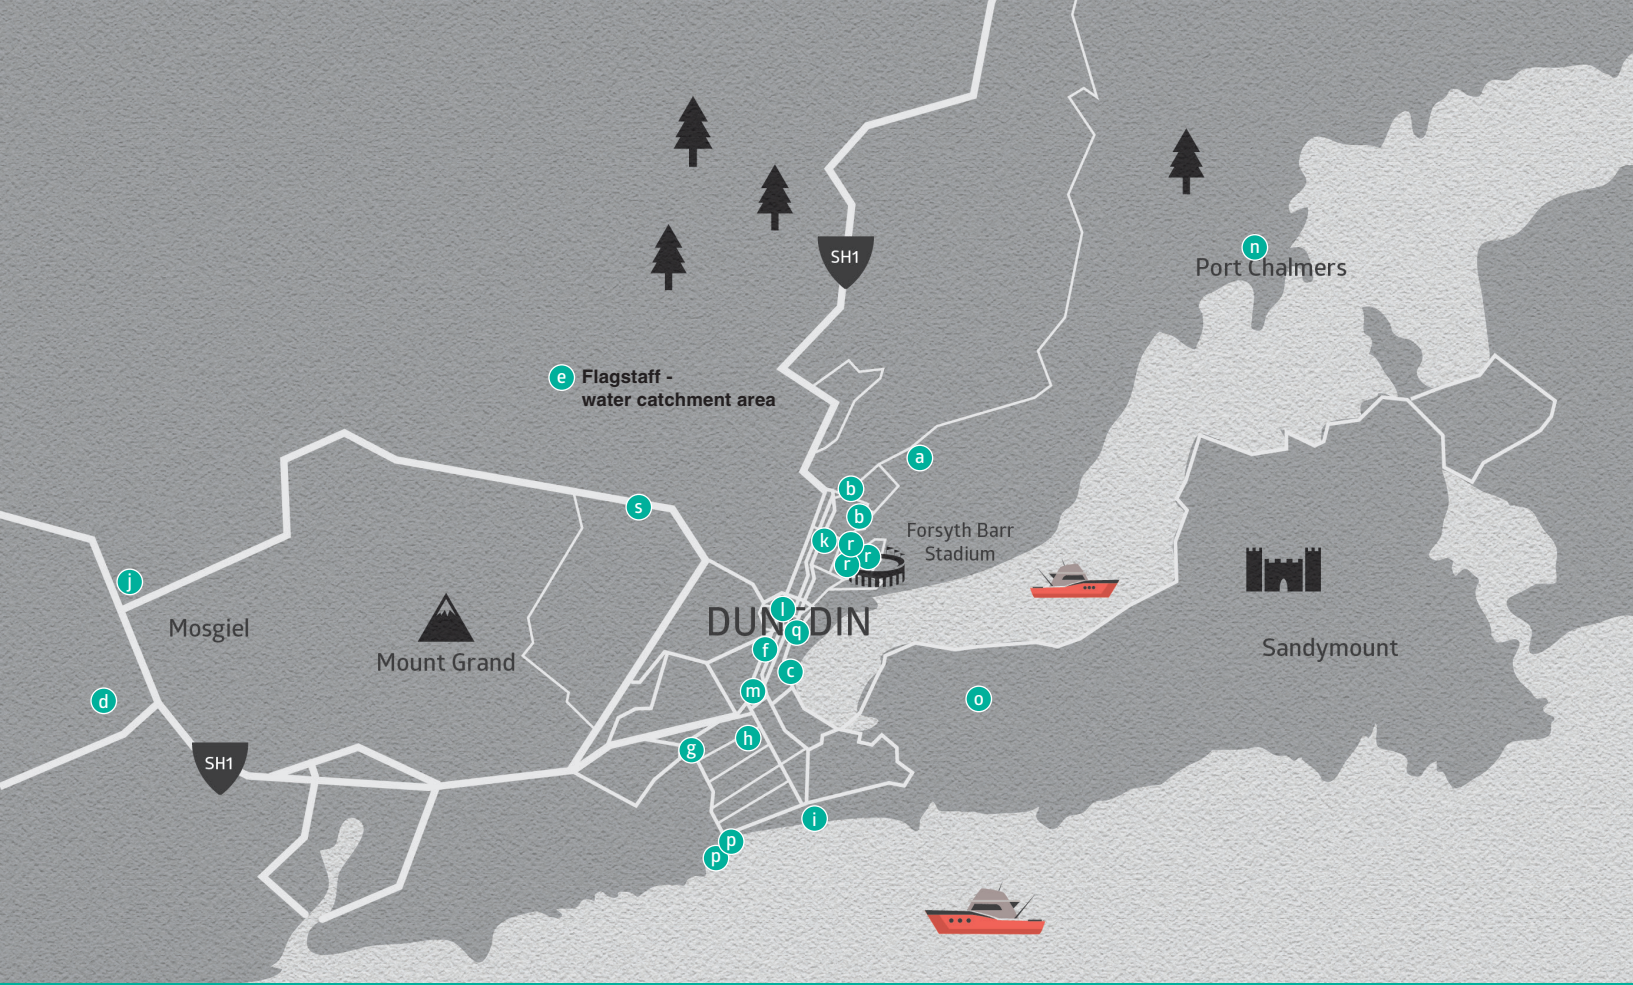 n
Port Chalmers
SH1
e Flagstaff -
water catchment area
a
b
s
b
Forsyth Barr
Stadium
k
r
r
r
j
l
DUNEDIN
Mosgiel
q
f
Mount Grand
Sandymount
c
m
d
o
h
g
SH1
i
p
p